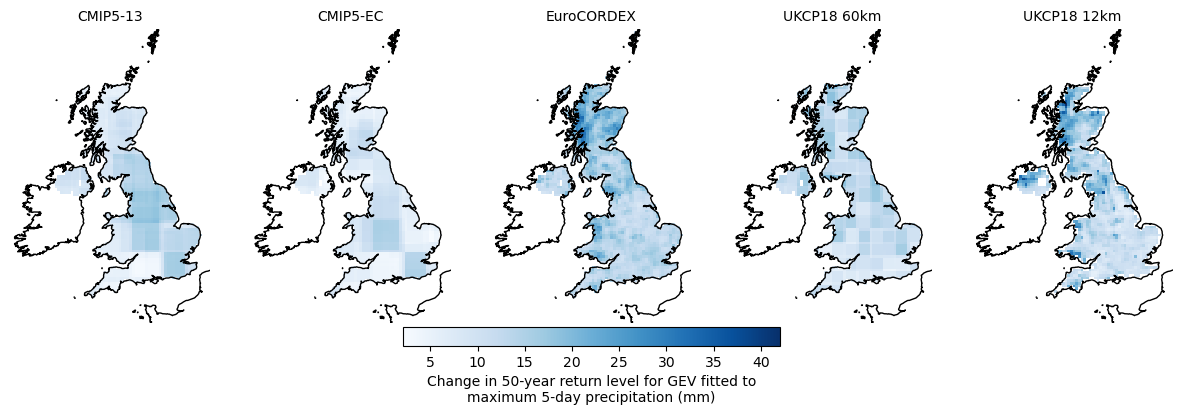 CMIP5-13
CMIP5-EC
EuroCORDEX
UKCP18 60km
UKCP18 12km
5 10 15 20 25 30 35 40
Change in 50-year return level for GEV fitted to
maximum 5-day precipitation (mm)